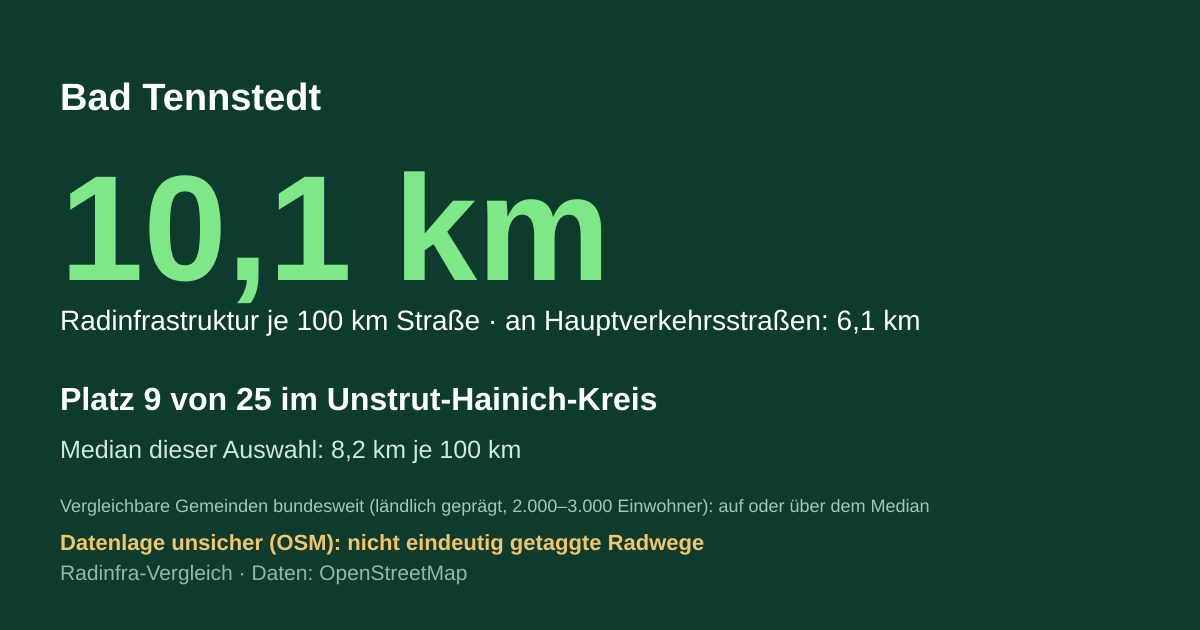 Bad Tennstedt
10,1 km
Radinfrastruktur je 100 km Straße · an Hauptverkehrsstraßen: 6,1 km
Platz 9 von 25 im Unstrut-Hainich-Kreis
Median dieser Auswahl: 8,2 km je 100 km
Vergleichbare Gemeinden bundesweit (ländlich geprägt, 2.000–3.000 Einwohner): auf oder über dem Median
Datenlage unsicher (OSM): nicht eindeutig getaggte Radwege
Radinfra-Vergleich · Daten: OpenStreetMap